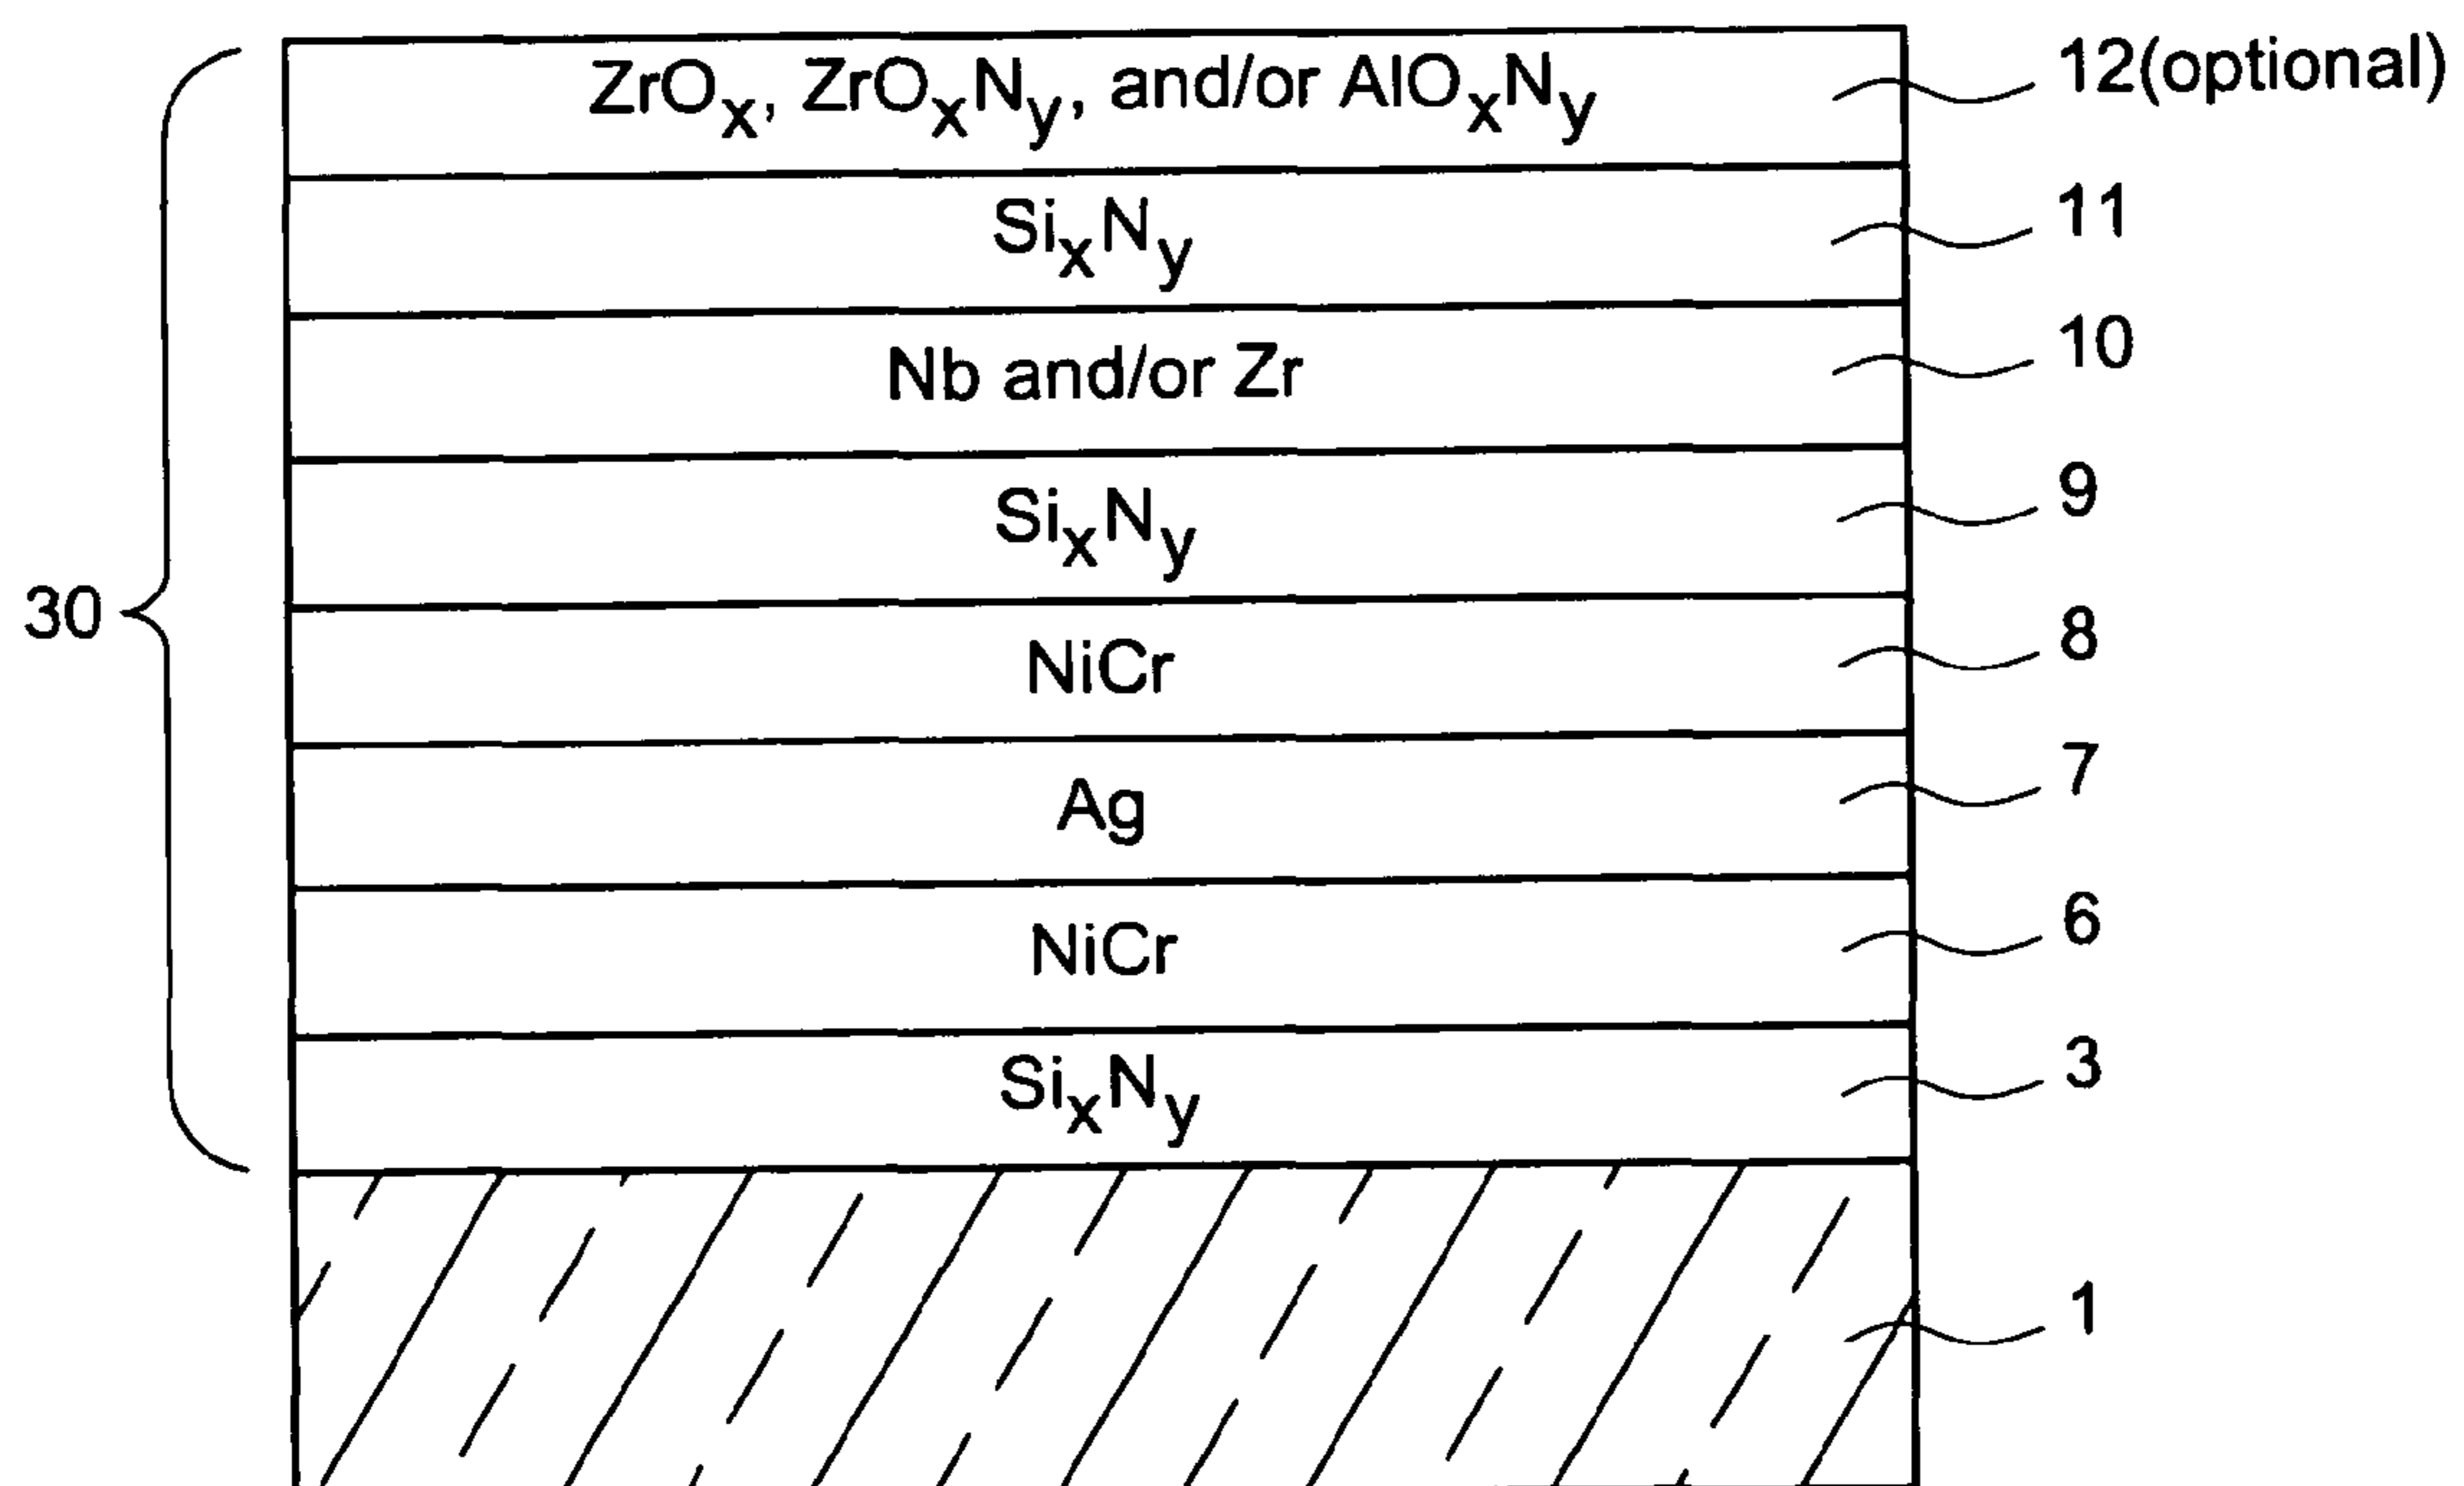 ZrOx, ZrOxNy, and/or AlOxNy 12(optional)
SixNy 11
Nb and/or Zr 10
SixNy 9
30
NiCr 8
Ag 7
NiCr 6
SixNy 3
1